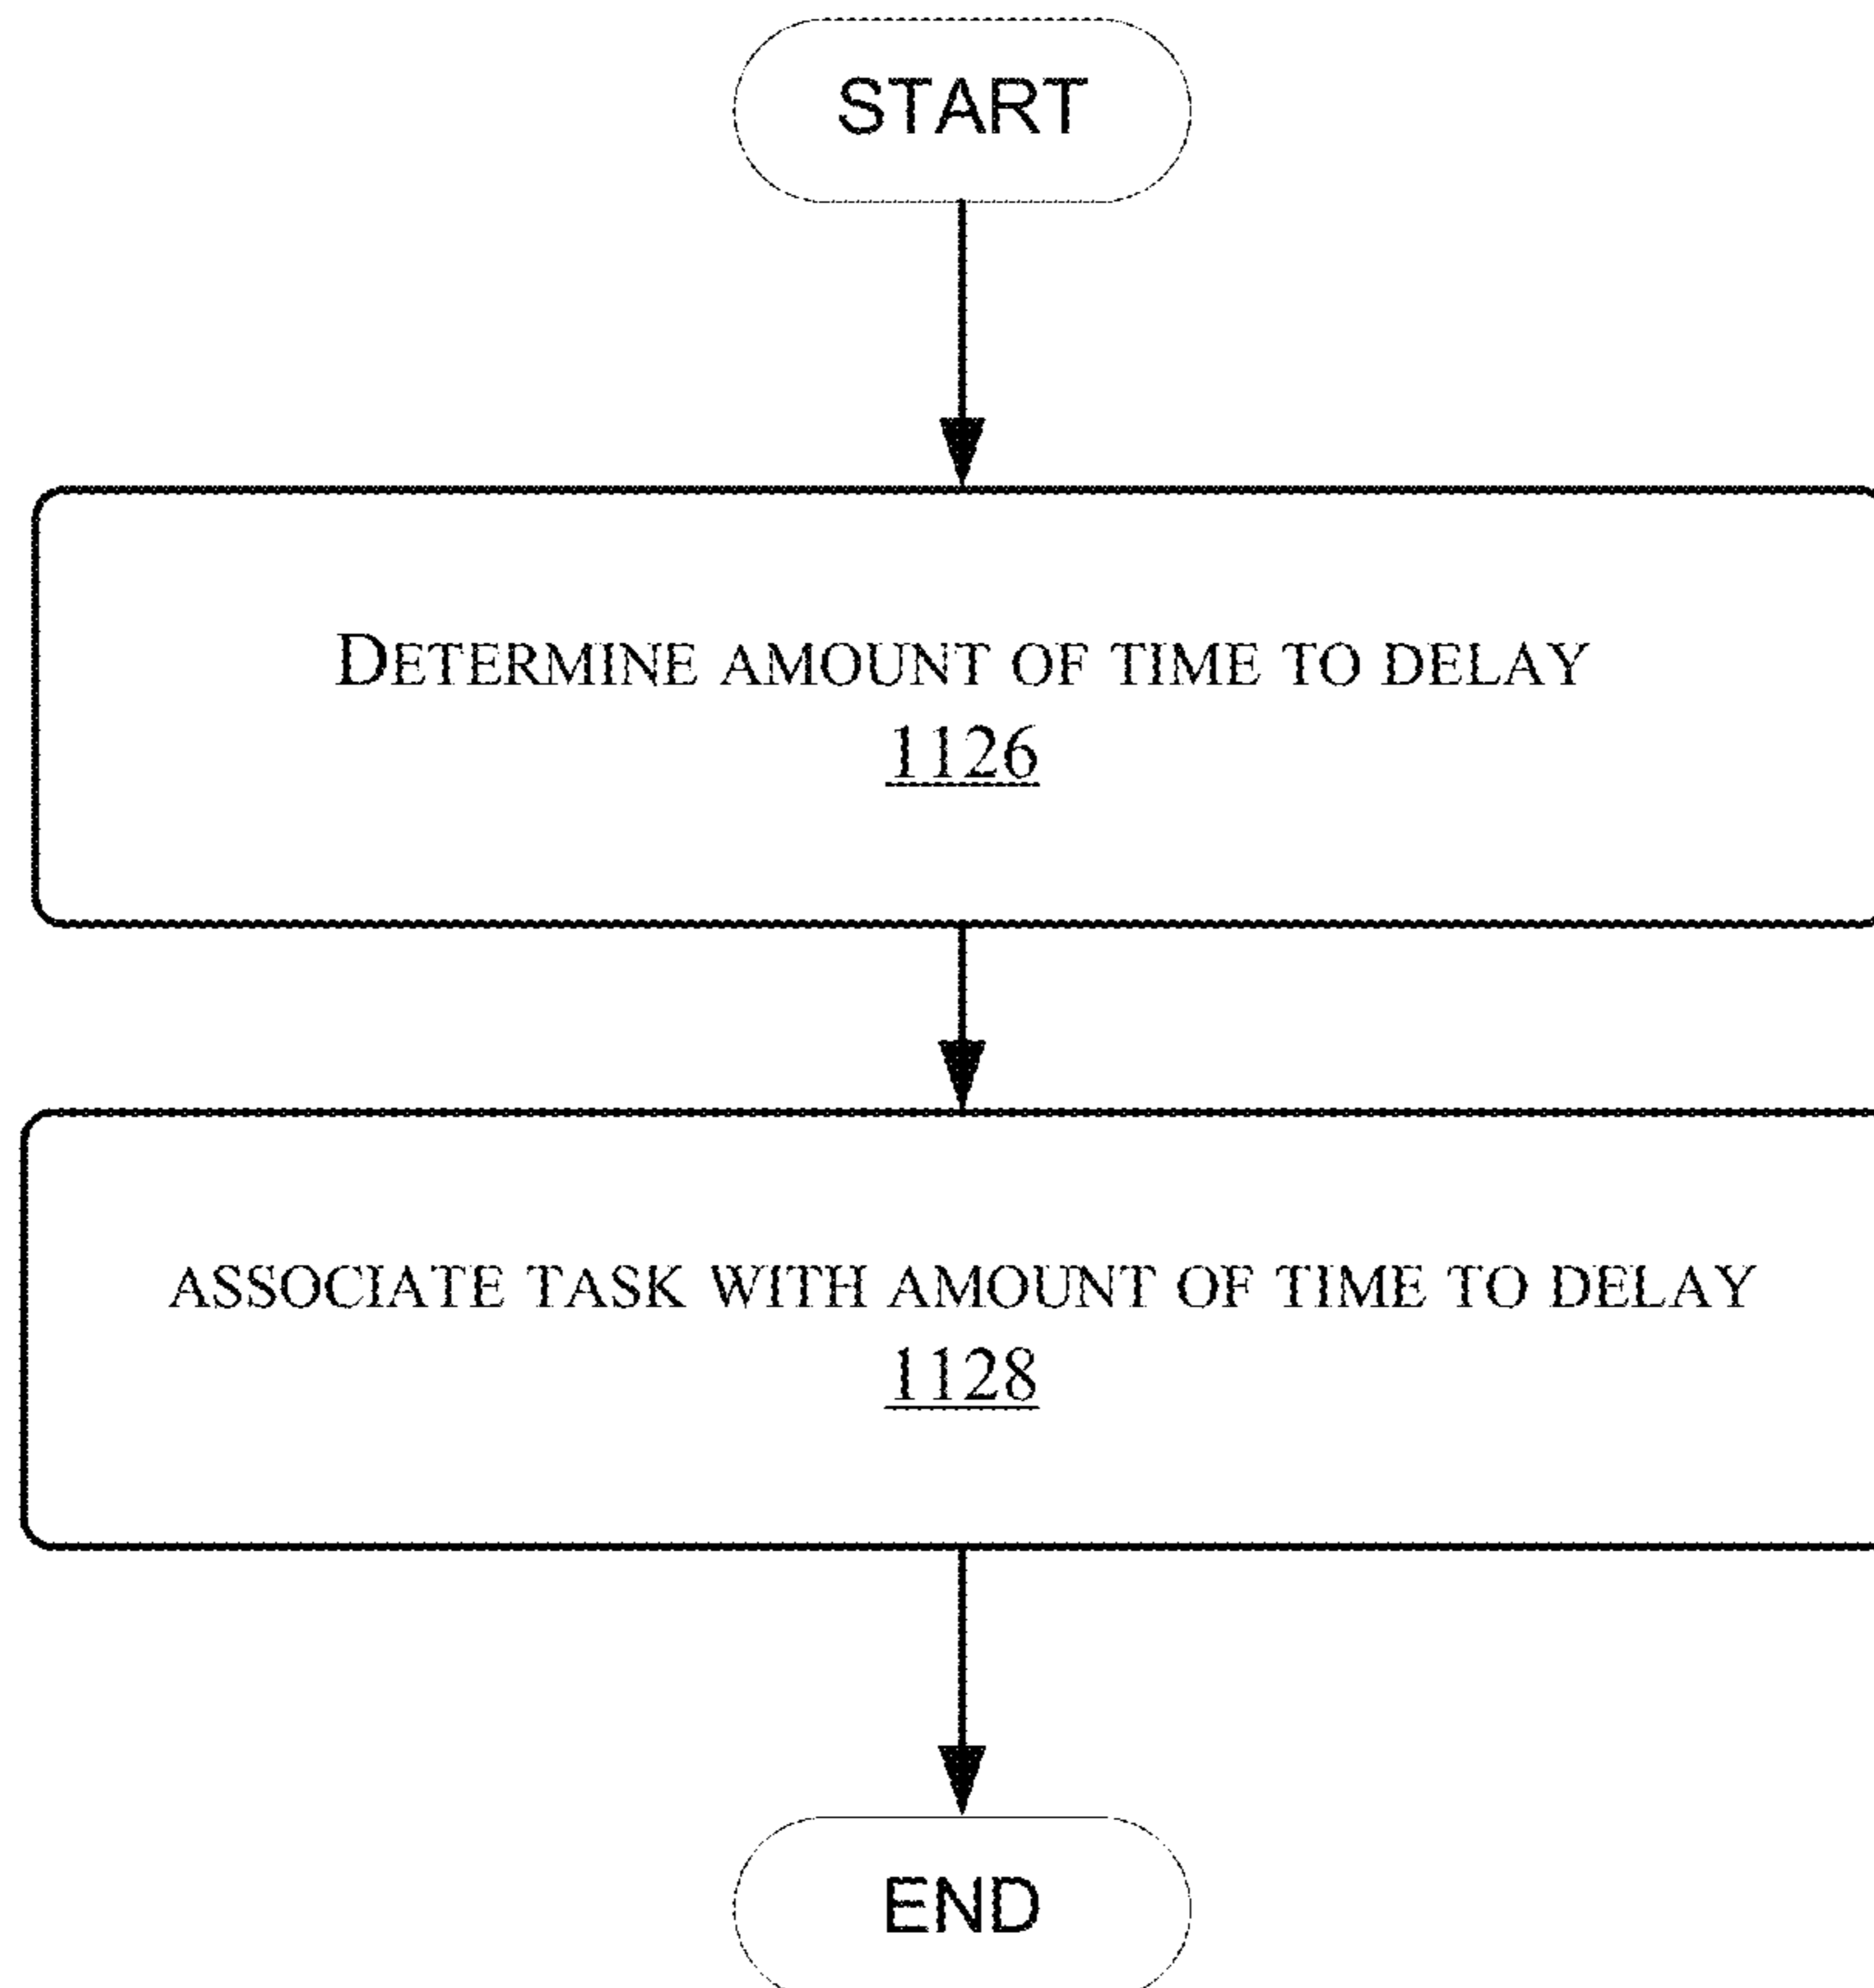 START
DETERMINE AMOUNT OF TIME TO DELAY
1126
ASSOCIATE TASK WITH AMOUNT OF TIME TO DELAY
1128
END